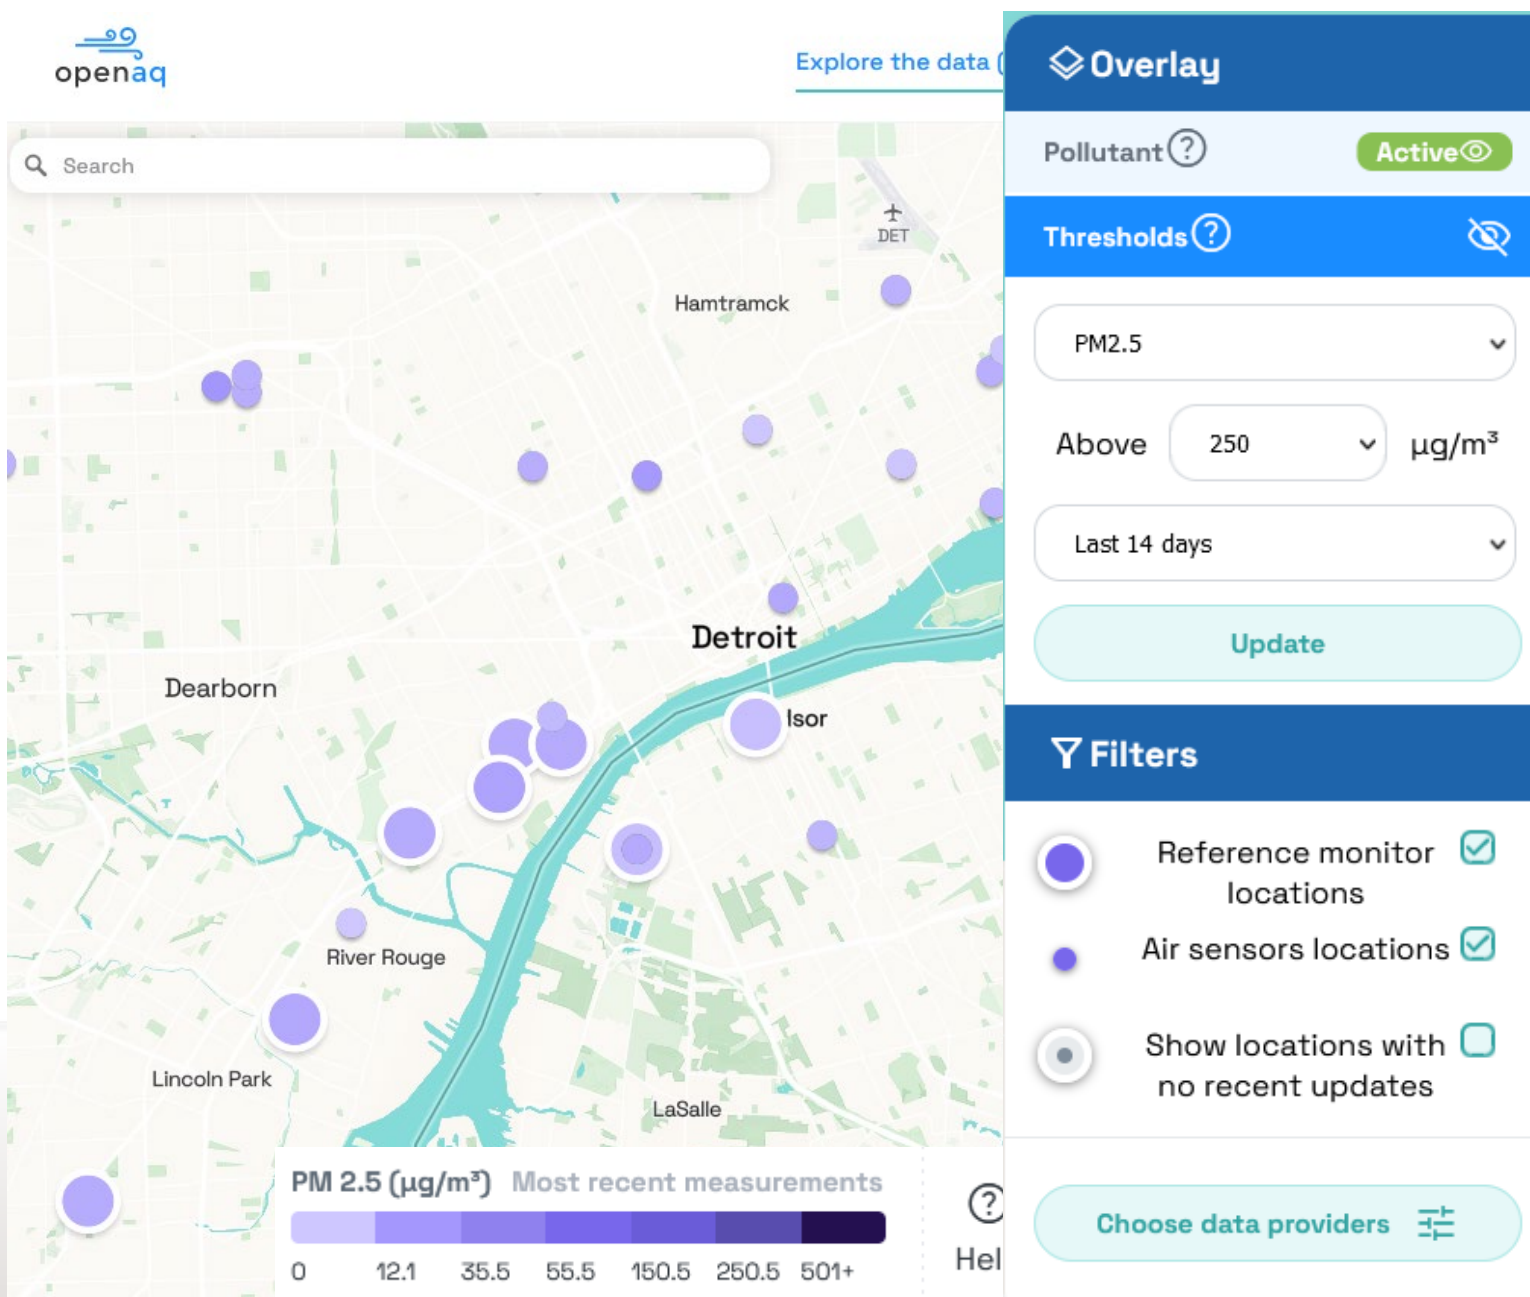 openaq
Explore the data (
Search
DET
Hamtramck
Detroit
Dearborn
lsor
River Rouge
Lincoln Park
LaSalle
PM 2.5 (µg/m³) Most recent measurements
0 12.1 35.5 55.5 150.5 250.5 501+
Hel
Overlay
Pollutant ?
Active
Thresholds ?
PM2.5
Above 250 µg/m³
Last 14 days
Update
Filters
Reference monitor
locations
Air sensors locations
Show locations with
no recent updates
Choose data providers